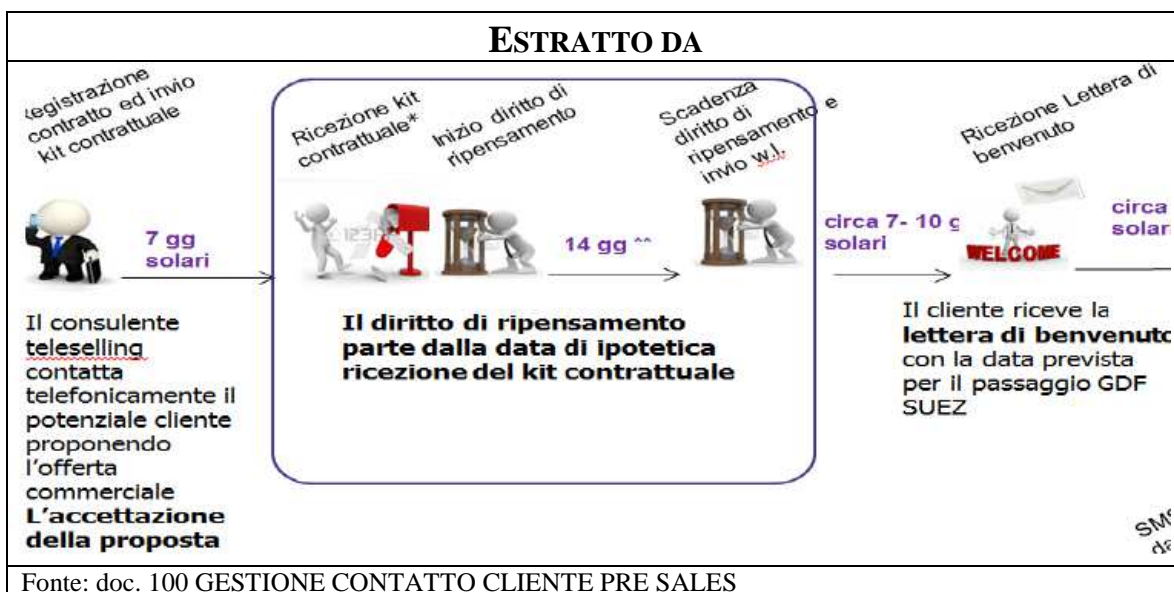 ESTRATTO DA
Registrazione
contratto ed invio
kit contrattuale
Ricezione kit
contrattuale*
Inizio diritto di
ripensamento
Scadenza
diritto di
ripensamento e
invio w.l.
Ricezione Lettera di
benvenuto
7 gg
solari
14 gg ^^
circa 7- 10 g
solari
WELCOME
circa
solar
Il consulente
teleselling
contatta
telefonicamente il
potenziale cliente
proponendo
l'offerta
commerciale
L'accettazione
della proposta
Il diritto di ripensamento
parte dalla data di ipotetica
ricezione del kit contrattuale
Il cliente riceve la
lettera di benvenuto
con la data prevista
per il passaggio GDF
SUEZ
SMS
da
Fonte: doc. 100 GESTIONE CONTATTO CLIENTE PRE SALES